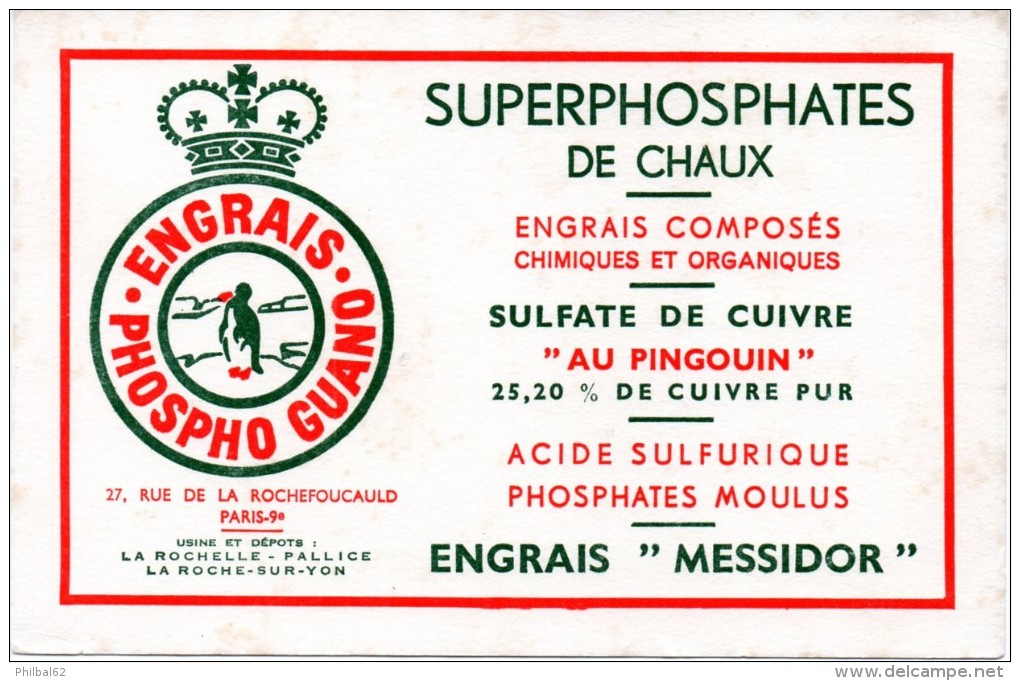 ENGRAIS
PHOSPHO GUANO
27, RUE DE LA ROCHEFOUCAULD
PARIS-9e
USINE ET DÉPOTS :
LA ROCHELLE - PALLICE
LA ROCHE-SUR-YON
SUPERPHOSPHATES
DE CHAUX
ENGRAIS COMPOSÉS
CHIMIQUES ET ORGANIQUES
SULFATE DE CUIVRE
" AU PINGOUIN "
25,20 % DE CUIVRE PUR
ACIDE SULFURIQUE
PHOSPHATES MOULUS
ENGRAIS " MESSIDOR "
Philbal62
www.delcampe.net